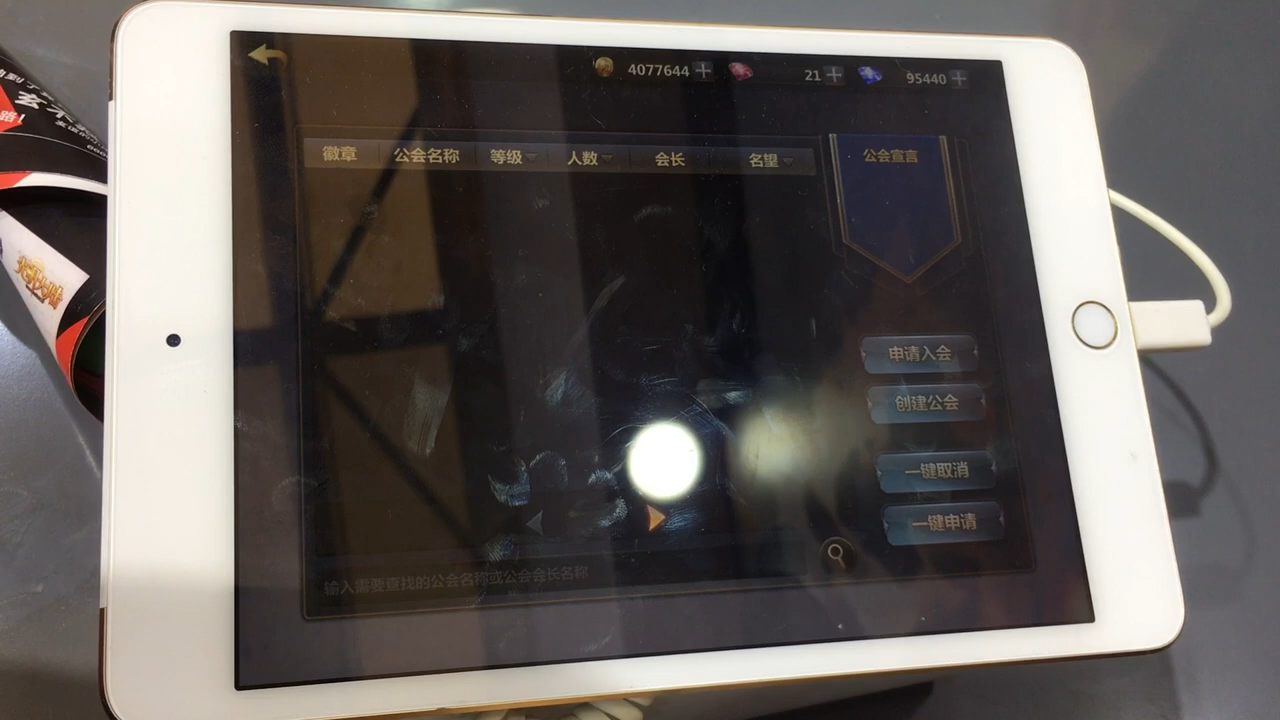 4077644
21
95440
徽章 公会名称 等级 人数 会长 名望
公会宣言
申请入会
创建公会
一键取消
一键申请
输入需要查找的公会名称或公会会长名称